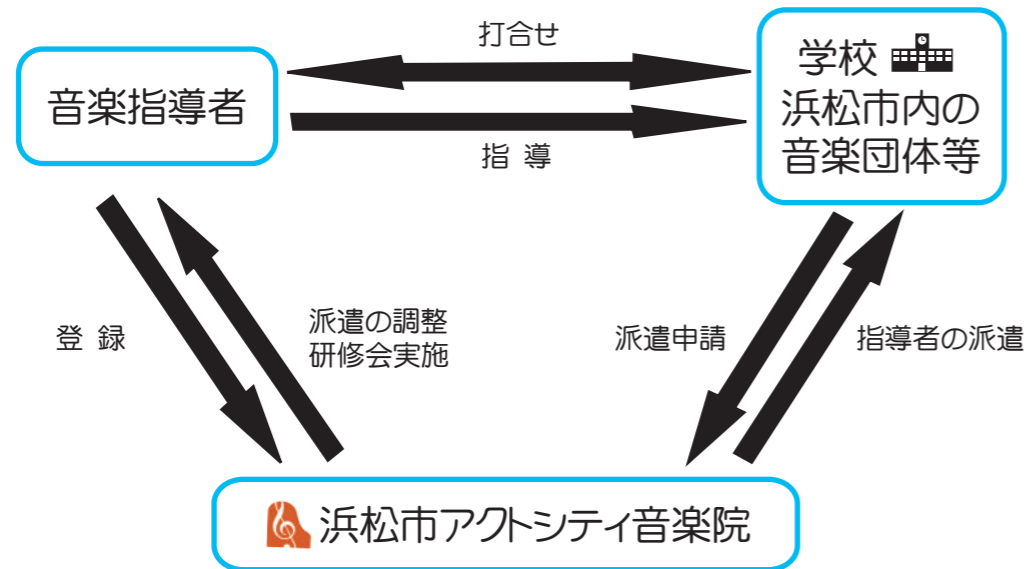 打合せ
音楽指導者
学校
浜松市内の
音楽団体等
指 導
登 録
派遣の調整
研修会実施
派遣申請
指導者の派遣
浜松市アクトシティ音楽院